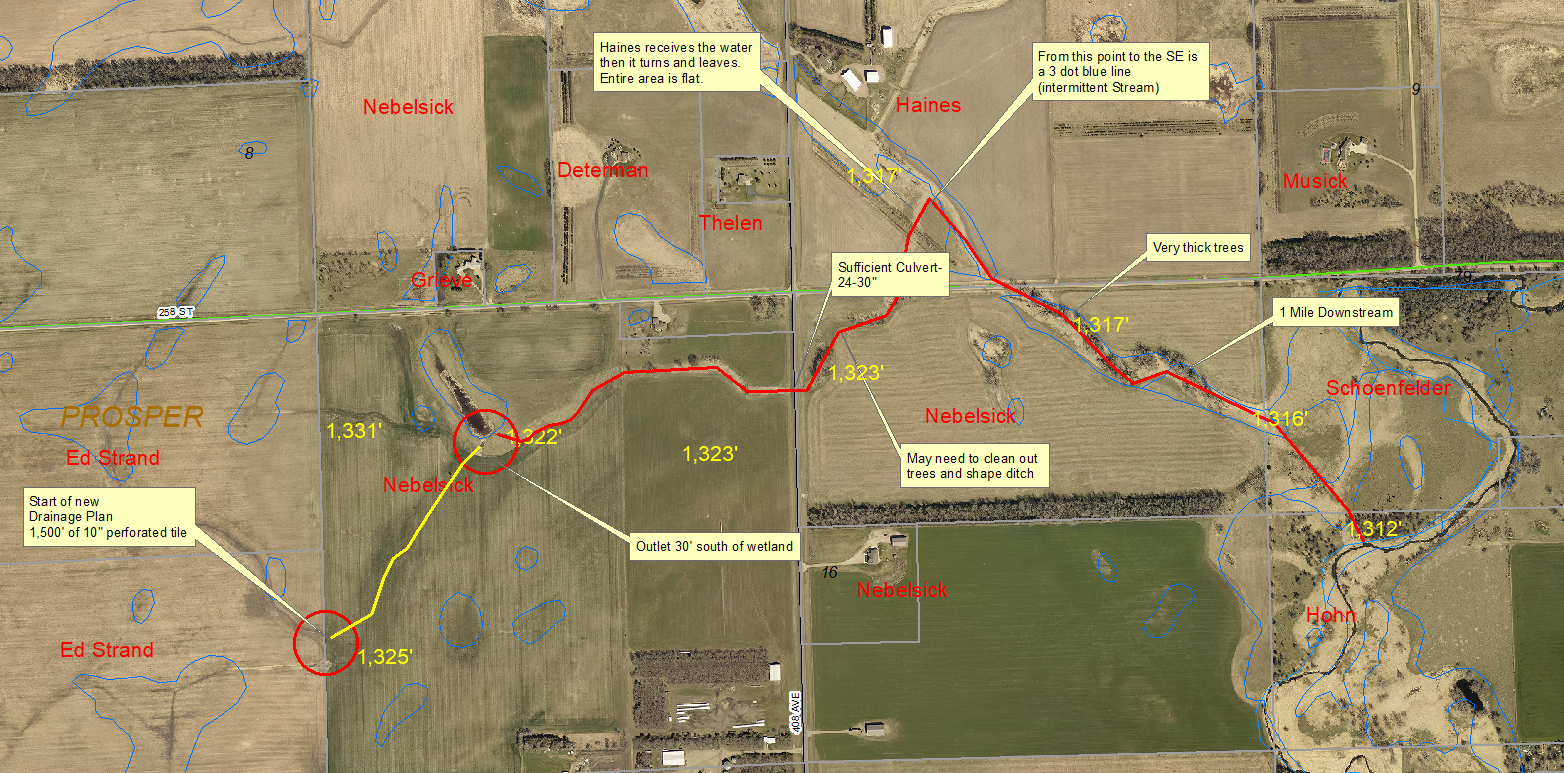 Haines receives the water
then it turns and leaves.
Entire area is flat.
From this point to the SE is
a 3 dot blue line
(intermittent Stream)
Nebelsick
Haines
9
8
Determan
1,317'
Musick
Thelen
Very thick trees
Grieve
Sufficient Culvert-
24-30"
258 ST
1 Mile Downstream
1,317'
1,323'
Schoenfelder
PROSPER
1,331'
1,322'
Nebelsick
1,316'
Ed Strand
1,323'
May need to clean out
trees and shape ditch
Nebelsick
Start of new
Drainage Plan
1,500' of 10" perforated tile
Outlet 30' south of wetland
1,312'
16
Nebelsick
Hohn
Ed Strand
1,325'
408 AVE